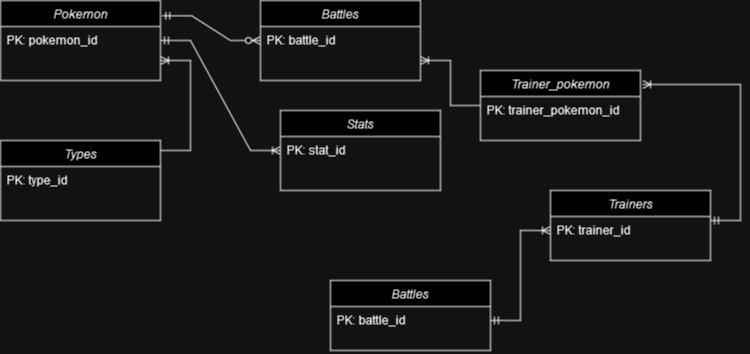 Pokemon
PK: pokemon_id
Battles
PK: battle_id
Trainer_pokemon
PK: trainer_pokemon_id
Stats
PK: stat_id
Types
PK: type_id
Trainers
PK: trainer_id
Battles
PK: battle_id